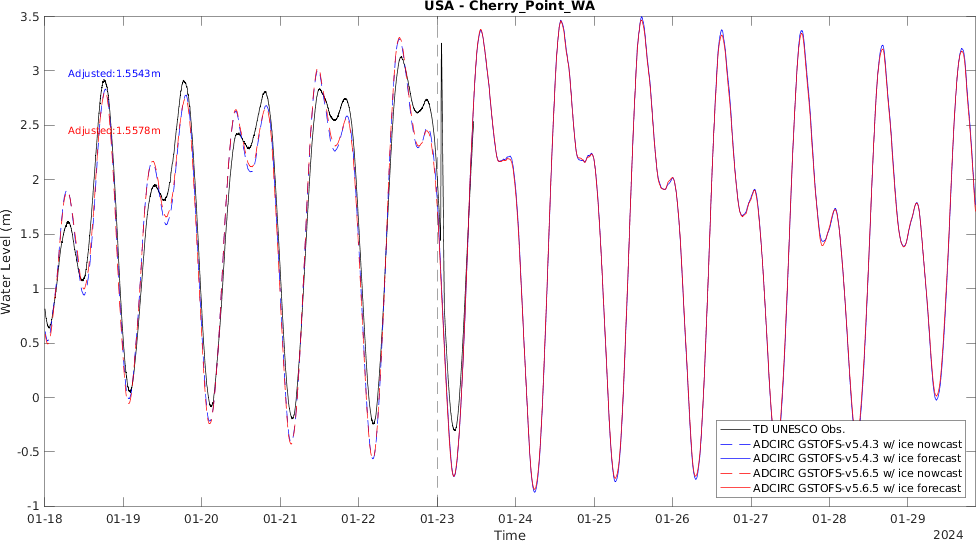 USA - Cherry_Point_WA
3.5
3
2.5
2
1.5
1
0.5
0
-0.5
-1
Water Level (m)
Adjusted:1.5543m
Adjusted:1.5578m
TD UNESCO Obs.
ADCIRC GSTOFS-v5.4.3 w/ ice nowcast
ADCIRC GSTOFS-v5.4.3 w/ ice forecast
ADCIRC GSTOFS-v5.6.5 w/ ice nowcast
ADCIRC GSTOFS-v5.6.5 w/ ice forecast
01-18 01-19 01-20 01-21 01-22 01-23 01-24 01-25 01-26 01-27 01-28 01-29
Time
2024